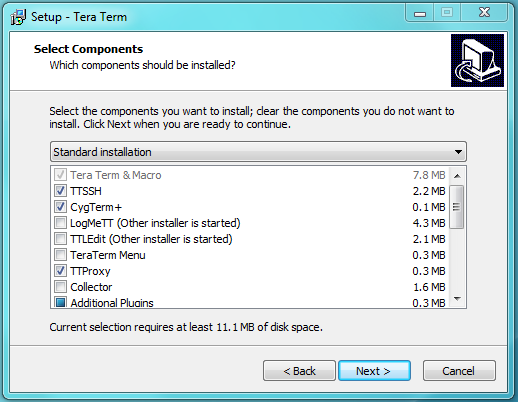 Setup - Tera Term
Select Components
Which components should be installed?
Select the components you want to install; clear the components you do not want to
install. Click Next when you are ready to continue.
Standard installation
Tera Term & Macro 7.8 MB
TTSSH 2.2 MB
CygTerm+ 0.1 MB
LogMeTT (Other installer is started) 4.3 MB
TTLEdit (Other installer is started) 2.1 MB
TeraTerm Menu 0.3 MB
TTProxy 0.3 MB
Collector 1.6 MB
Additional Plugins 0.3 MB
Current selection requires at least 11.1 MB of disk space.
< Back Next > Cancel